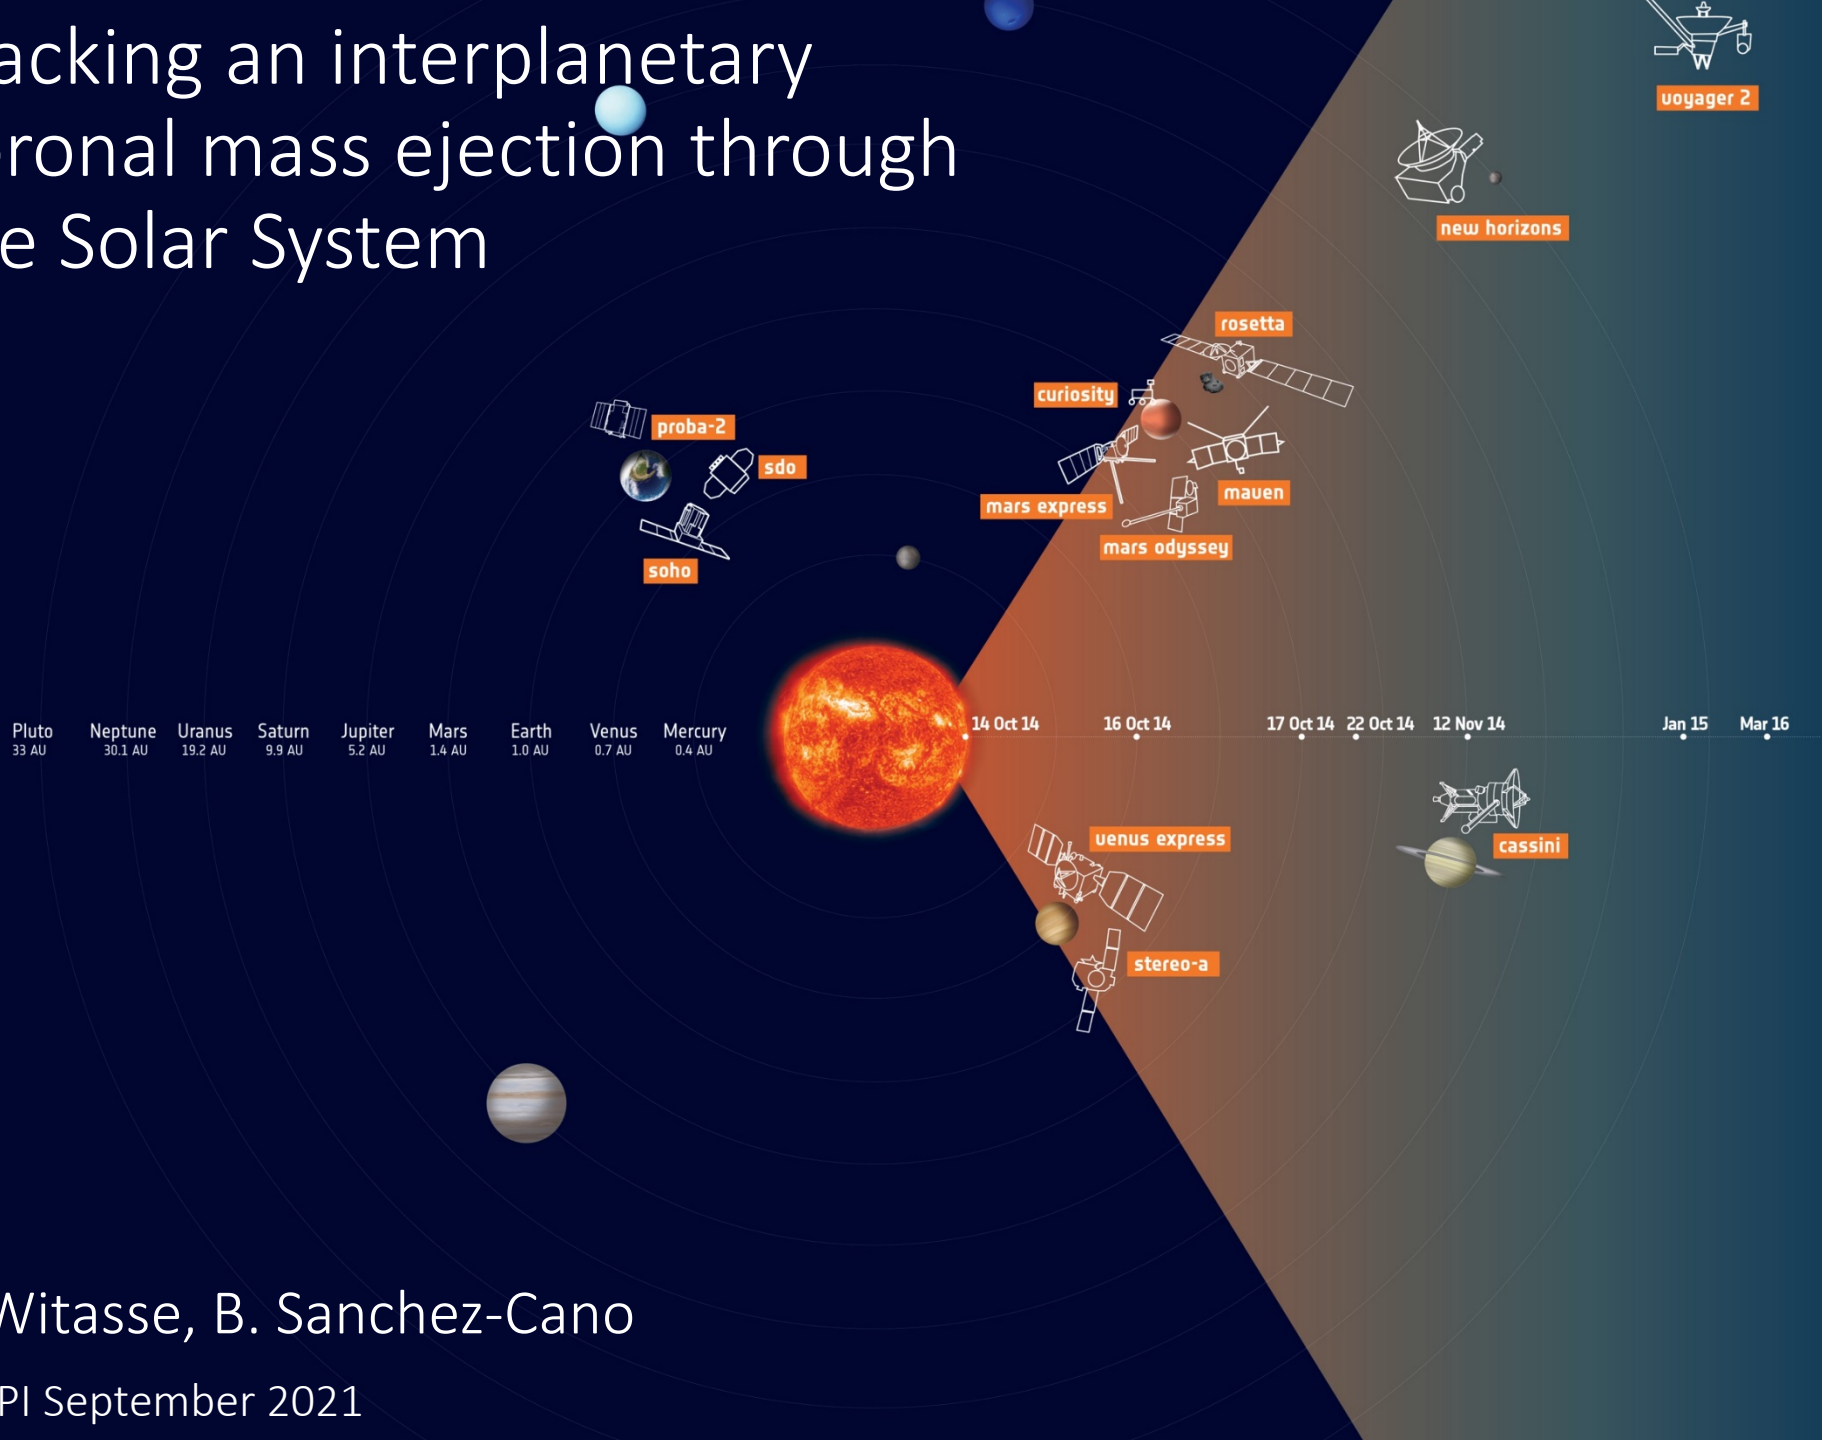 acking an interplanetary
ronal mass ejection through
e Solar System
voyager 2
new horizons
rosetta
curiosity
proba-2
sdo
mars express
maven
mars odyssey
soho
Pluto
33 AU
Neptune
30.1 AU
Uranus
19.2 AU
Saturn
9.9 AU
Jupiter
5.2 AU
Mars
1.4 AU
Earth
1.0 AU
Venus
0.7 AU
Mercury
0.4 AU
14 Oct 14
16 Oct 14
17 Oct 14
22 Oct 14
12 Nov 14
Jan 15
Mar 16
venus express
cassini
stereo-a
Witasse, B. Sanchez-Cano
PI September 2021